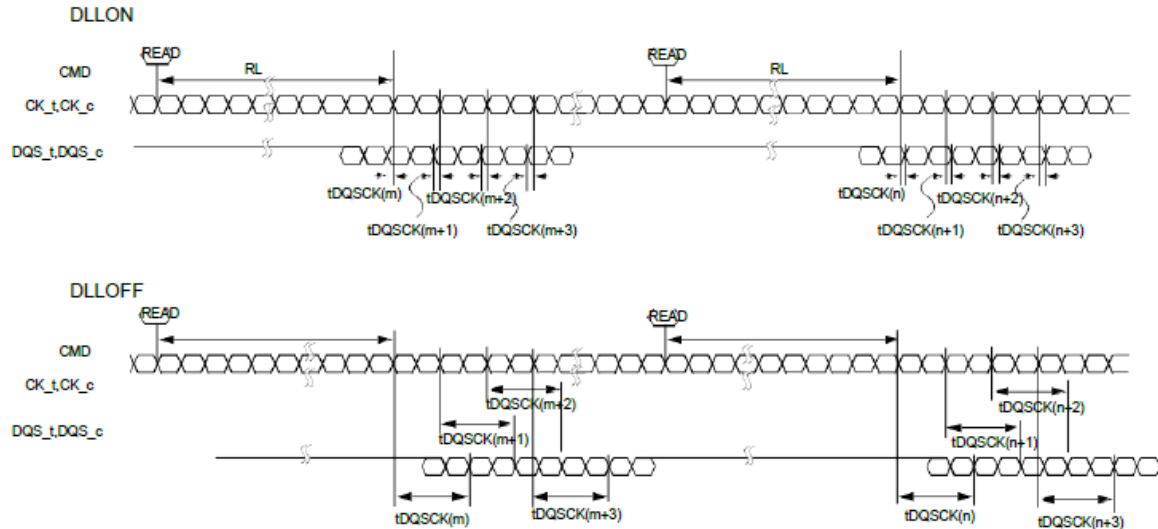 DLLON
READ
READ
CMD
RL
RL
CK_t,CK_c
DQS_t,DQS_c
tDQSCK(m)
tDQSCK(m+2)
tDQSCK(n)
tDQSCK(n+2)
tDQSCK(m+1)
tDQSCK(m+3)
tDQSCK(n+1)
tDQSCK(n+3)
DLLOFF
READ
READ
CMD
CK_t,CK_c
tDQSCK(m+2)
tDQSCK(n+2)
DQS_t,DQS_c
tDQSCK(m+1)
tDQSCK(n+1)
tDQSCK(m)
tDQSCK(m+3)
tDQSCK(n)
tDQSCK(n+3)